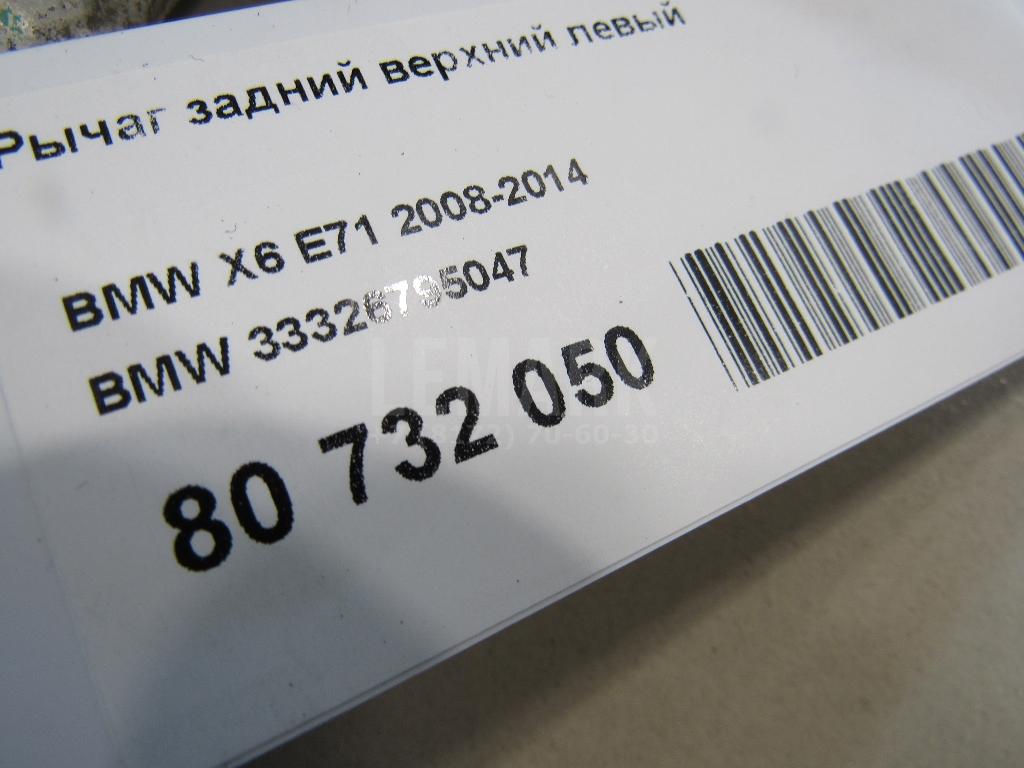 Рычаг задний верхний левый
BMW X6 E71 2008-2014
BMW 33326795047
80 732 050